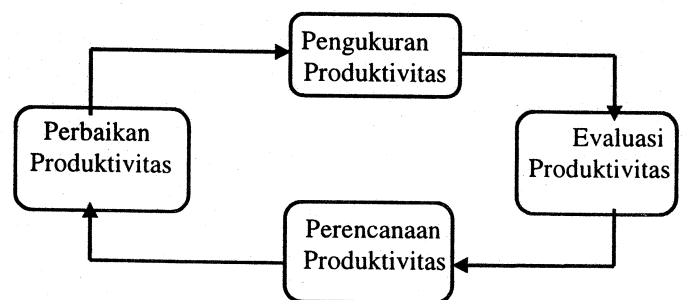 Pengukuran
Produktivitas
Perbaikan
Produktivitas
Evaluasi
Produktivitas
Perencanaan
Produktivitas